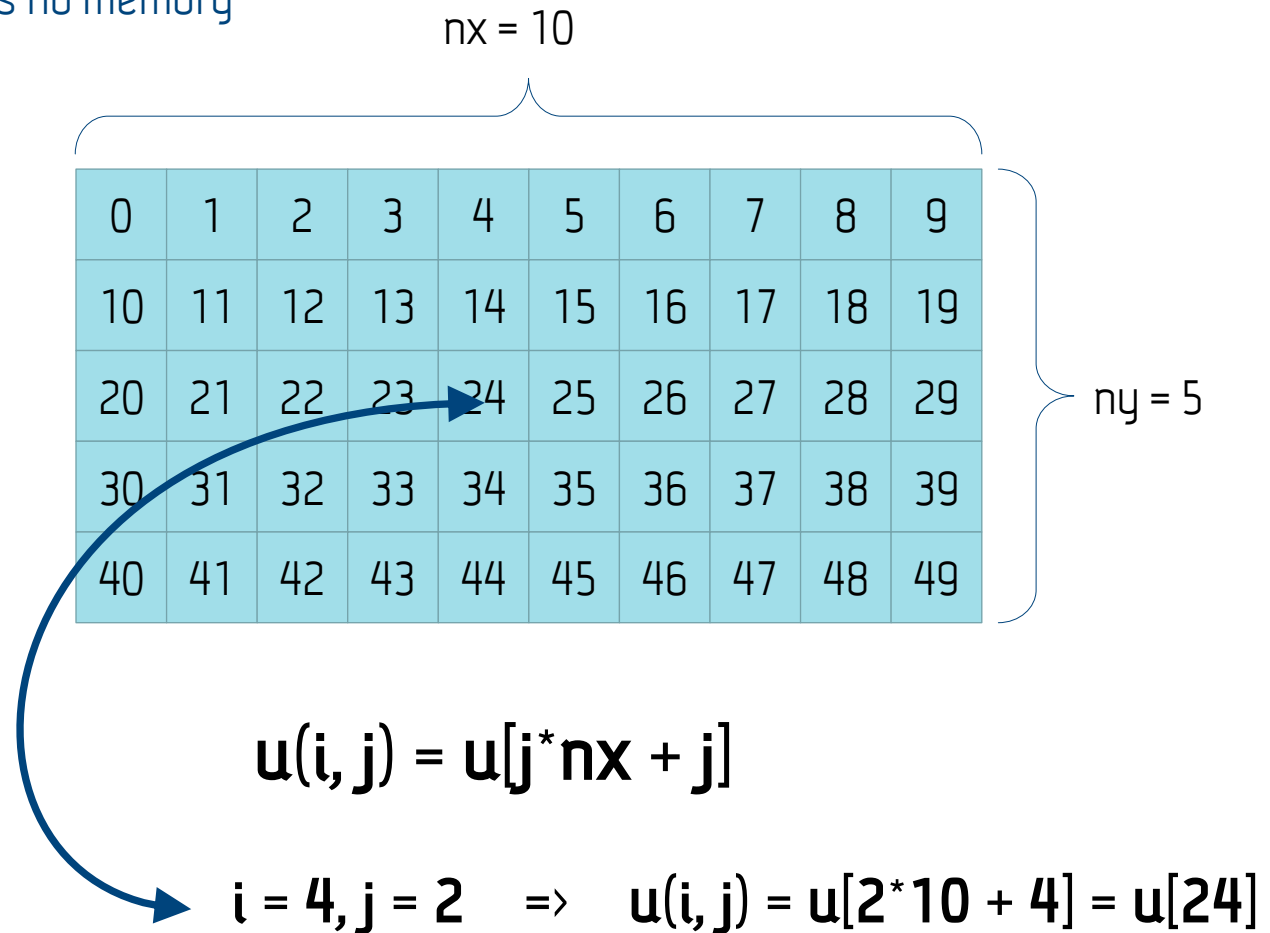 s no memory
nx = 10
0 1 2 3 4 5 6 7 8 9
10 11 12 13 14 15 16 17 18 19
20 21 22 23 24 25 26 27 28 29
ny = 5
30 31 32 33 34 35 36 37 38 39
40 41 42 43 44 45 46 47 48 49
u(i, j) = u[j*nx + j]
i = 4, j = 2 => u(i, j) = u[2*10 + 4] = u[24]